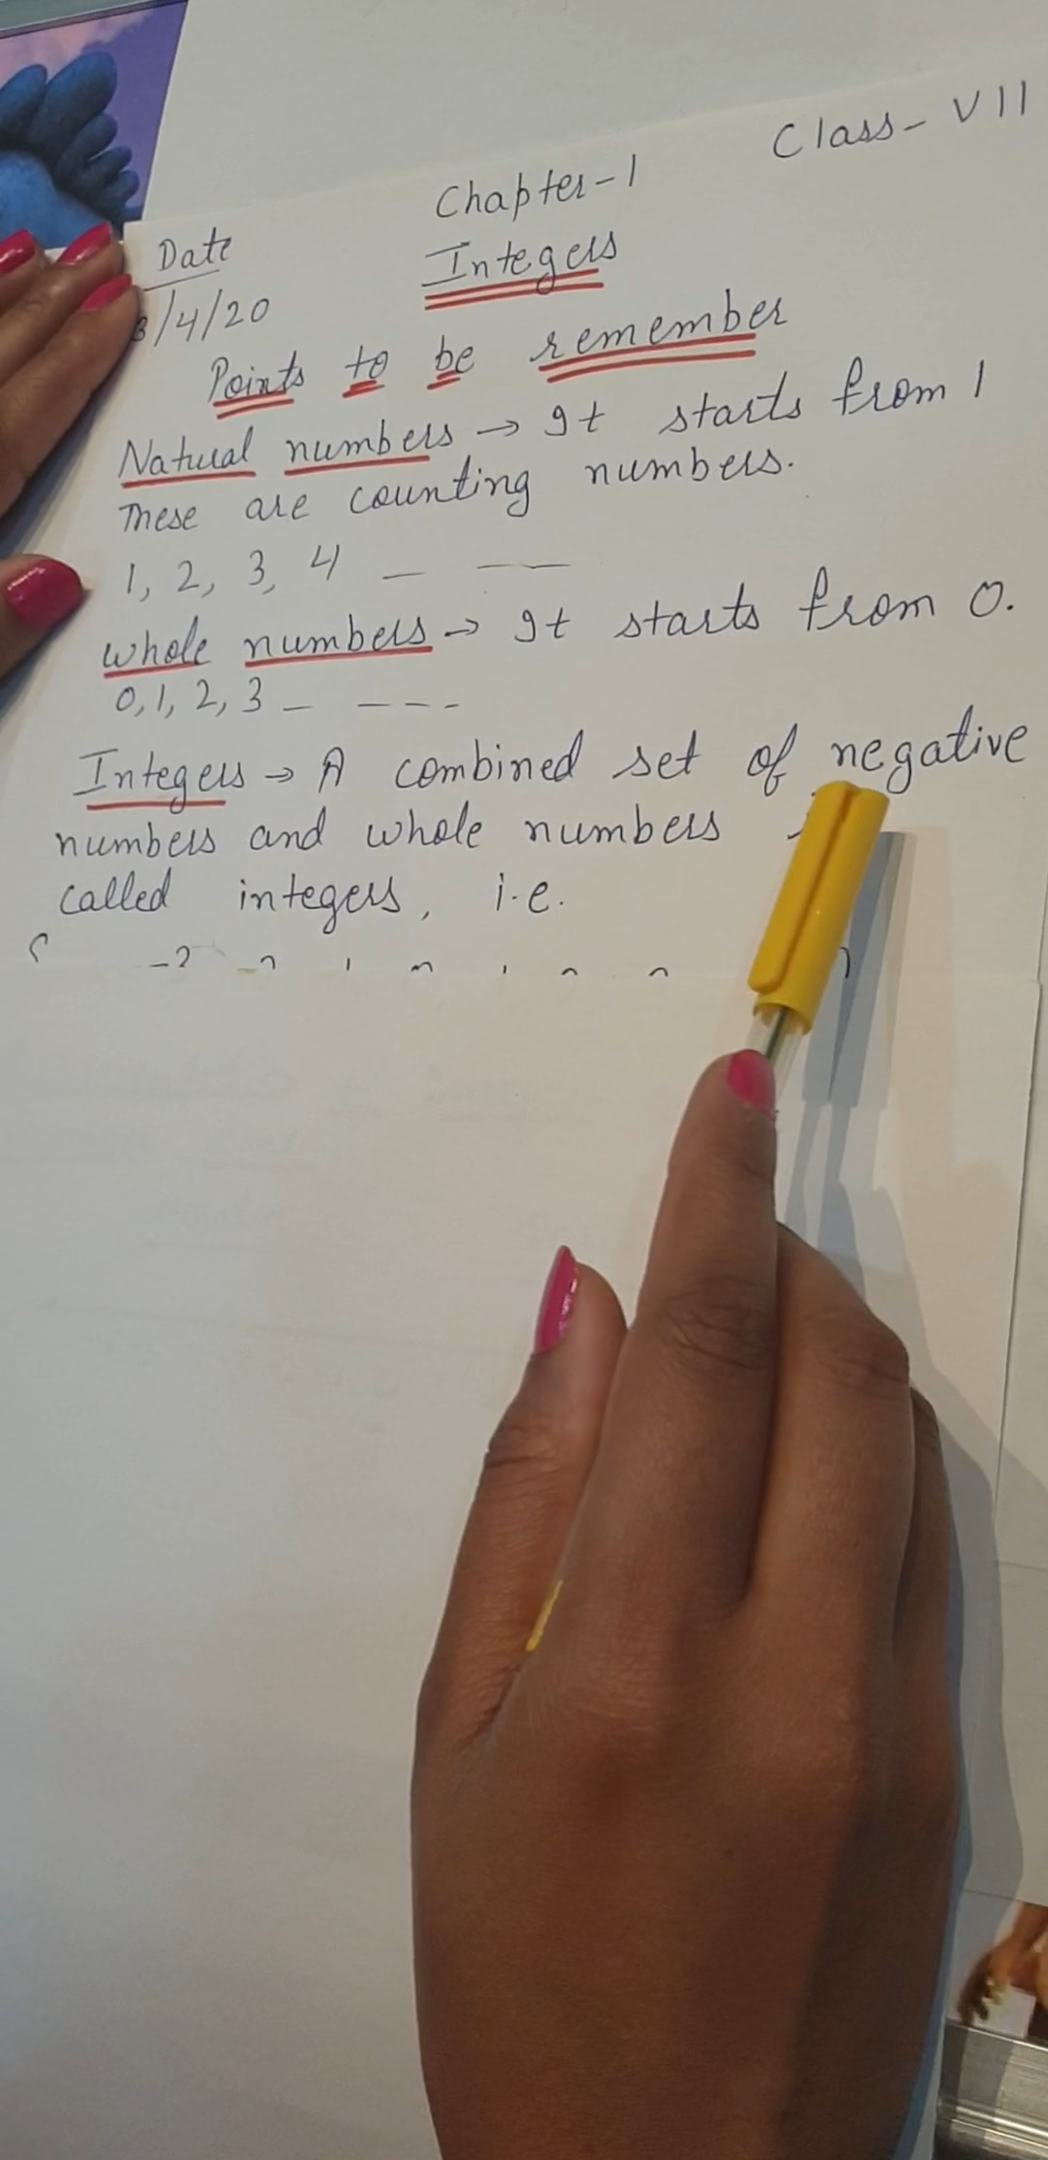 Class - VII
Chapter - 1
Date
Integers
/4/20
Points to be remember
Natural numbers → It starts from 1
These are counting numbers.
1, 2, 3, 4 _ __
Whole numbers → It starts from 0.
0, 1, 2, 3 _ _ _ _
Integers → A combined set of negative
numbers and whole numbers
called integers, i.e.